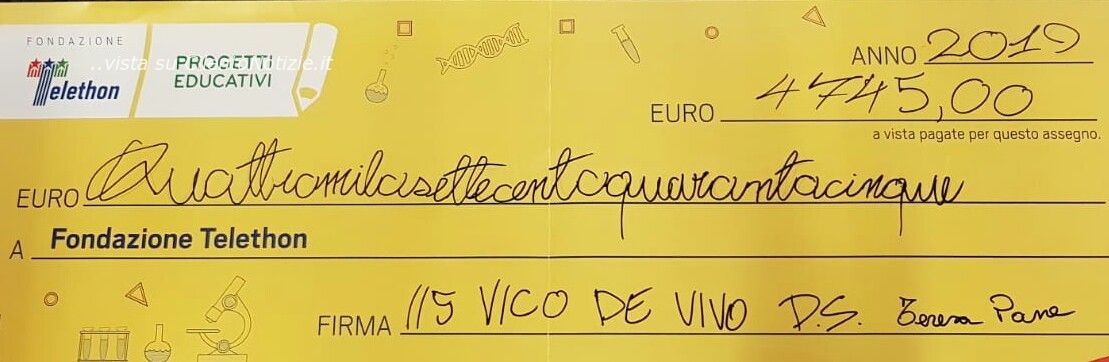 FONDAZIONE
Telethon
PROGETTI
EDUCATIVI
ANNO 2019
EURO 4745,00
a vista pagate per questo assegno.
EURO Quattromilasettecentoquarantacinque
A Fondazione Telethon
FIRMA IIS VICO DE VIVO D.S. Teresa Pane